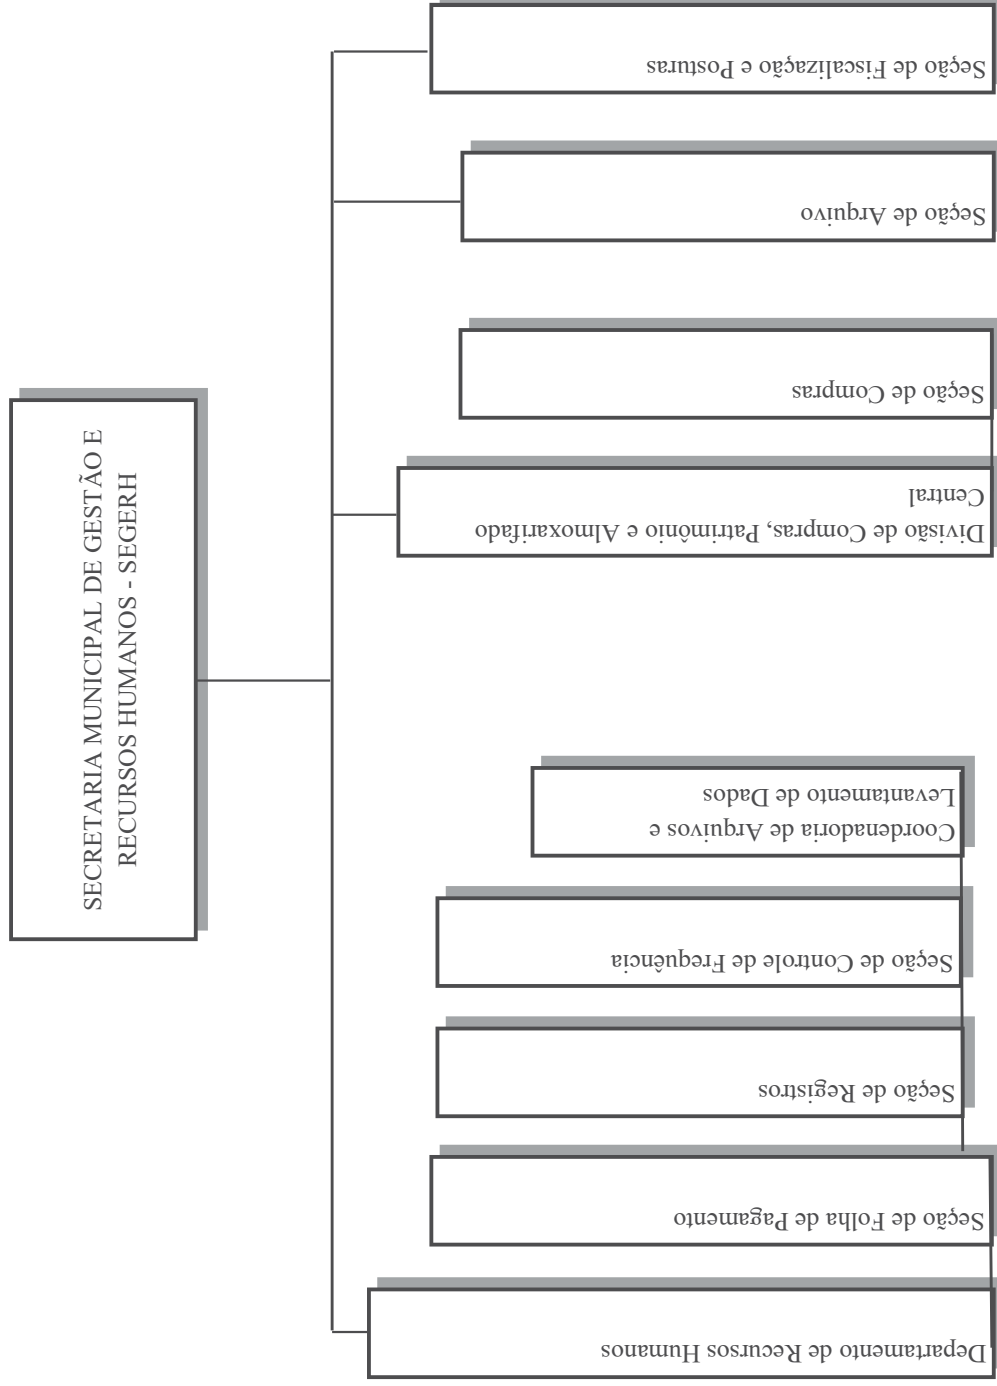 SECRETARIA MUNICIPAL DE GESTÃO E
RECURSOS HUMANOS - SEGERH
Departamento de Recursos Humanos
Seção de Folha de Pagamento
Seção de Registros
Seção de Controle de Frequência
Coordenadoria de Arquivos e
Levantamento de Dados
Divisão de Compras, Patrimônio e Almoxarifado
Central
Seção de Compras
Seção de Arquivo
Seção de Fiscalização e Posturas